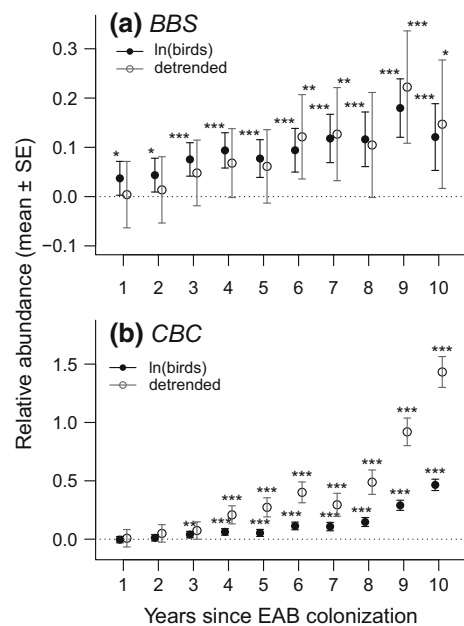 (a) BBS
ln(birds)
detrended
0.3
0.2
0.1
0.0
−0.1
* * *** *** *** *** ** *** ** *** *** *** *** *
1 2 3 4 5 6 7 8 9 10
Relative abundance (mean ± SE)
(b) CBC
ln(birds)
detrended
1.5
1.0
0.5
0.0
** *** *** *** *** *** *** *** *** *** *** *** *** *** ***
1 2 3 4 5 6 7 8 9 10
Years since EAB colonization